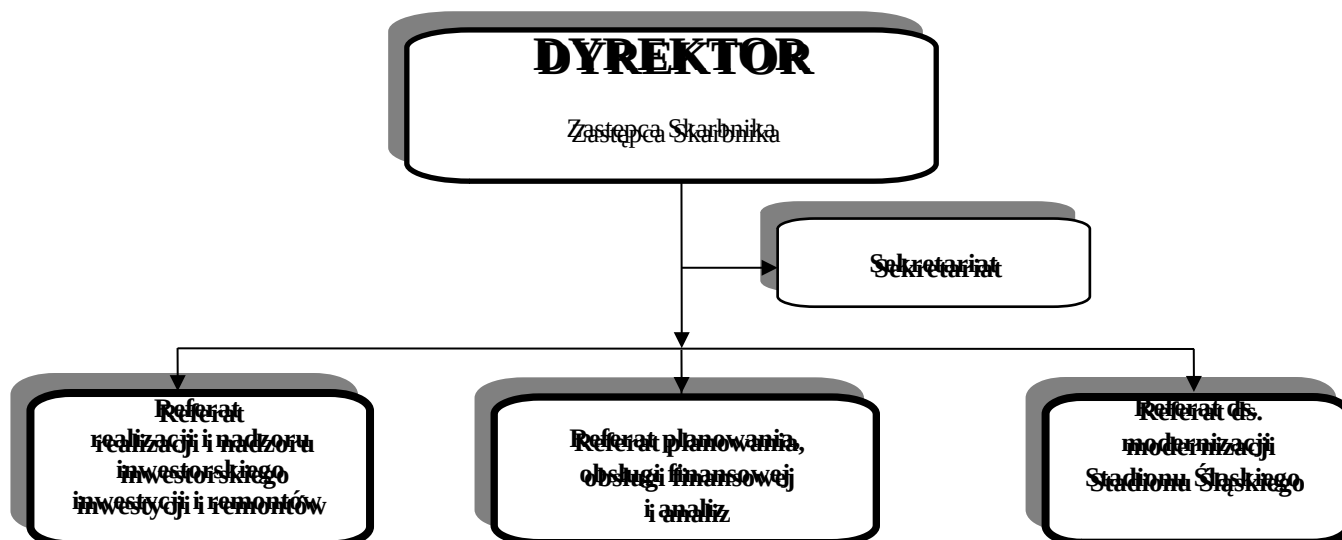 DYREKTOR
Zastępca Skarbnika
Sekretariat
Referat
realizacji i nadzoru
inwestorskiego
inwestycji i remontów
Referat planowania,
obsługi finansowej
i analiz
Referat ds.
modernizacji
Stadionu Śląskiego